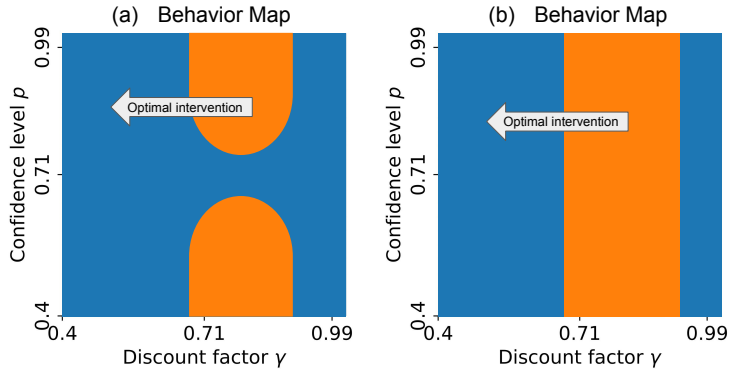 (a) Behavior Map
0.99
0.71
0.4
Confidence level p
Optimal intervention
0.4 0.71 0.99
Discount factor γ
(b) Behavior Map
0.99
0.71
0.4
Confidence level p
Optimal intervention
0.4 0.71 0.99
Discount factor γ